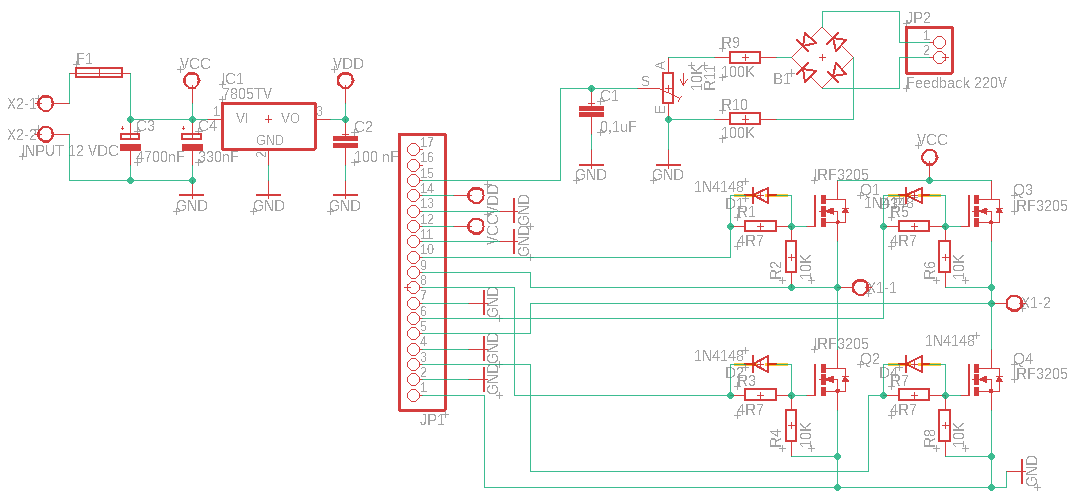 F1
X2-1
X2-2
INPUT 12 VDC
C3
4700nF
VCC
C4
330nF
IC1
7805TV
1
VI
VO
3
GND
2
VDD
C2
100 nF
GND
GND
GND
17
16
15
14
13
12
11
10
9
8
7
6
5
4
3
2
1
JP1
VDD
GND
VCC
GND
GND
GND
GND
C1
0,1uF
GND
A
S
E
10K
R11
GND
R9
100K
R10
100K
B1
JP2
1
2
Feedback 220V
VCC
1N4148
D1
R1
4R7
R2
10K
IRF3205
Q1
1N4148
D3
R5
4R7
R6
10K
Q3
IRF3205
X1-1
X1-2
1N4148
D2
R3
4R7
R4
10K
IRF3205
Q2
1N4148
D4
R7
4R7
R8
10K
Q4
IRF3205
GND